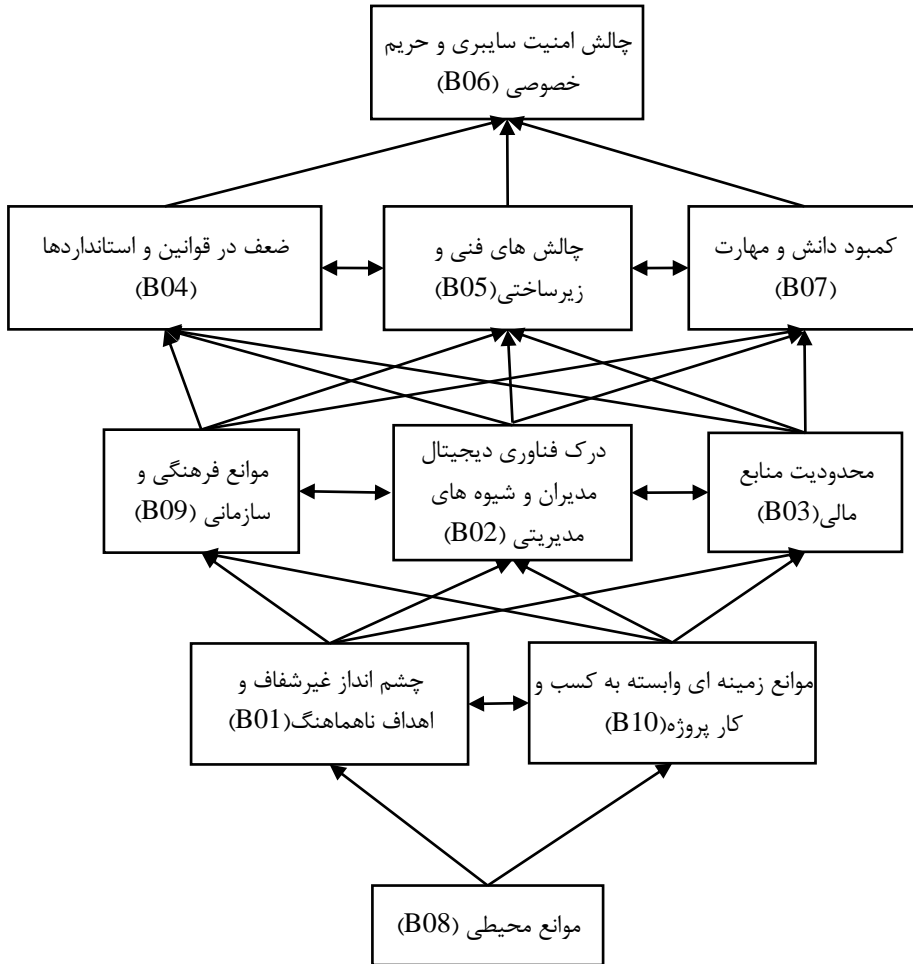 چالش امنیت سایبری و حریم
خصوصی (B06)
ضعف در قوانین و استانداردها
(B04)
چالش های فنی و
زیرساختی(B05)
کمبود دانش و مهارت
(B07)
موانع فرهنگی و
سازمانی (B09)
درک فناوری دیجیتال
مدیران و شیوه های
مدیریتی (B02)
محدودیت منابع
مالی(B03)
چشم انداز غیرشفاف و
اهداف ناهماهنگ(B01)
موانع زمینه ای وابسته به کسب و
کار پروژه(B10)
موانع محیطی (B08)